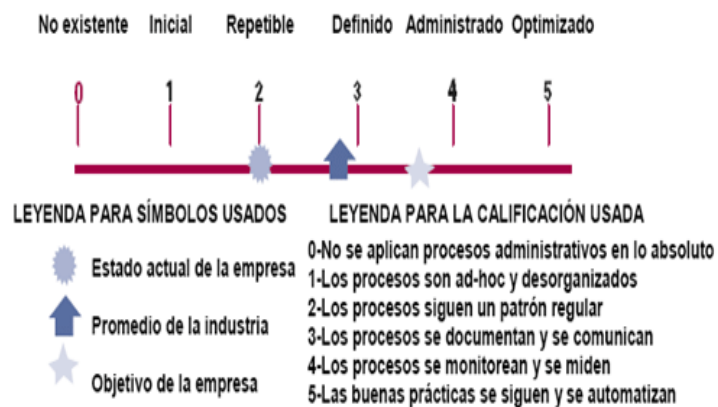 No existente Inicial Repetible Definido Administrado Optimizado
0 1 2 3 4 5
LEYENDA PARA SÍMBOLOS USADOS
Estado actual de la empresa
Promedio de la industria
Objetivo de la empresa
LEYENDA PARA LA CALIFICACIÓN USADA
0-No se aplican procesos administrativos en lo absoluto
1-Los procesos son ad-hoc y desorganizados
2-Los procesos siguen un patrón regular
3-Los procesos se documentan y se comunican
4-Los procesos se monitorean y se miden
5-Las buenas prácticas se siguen y se automatizan